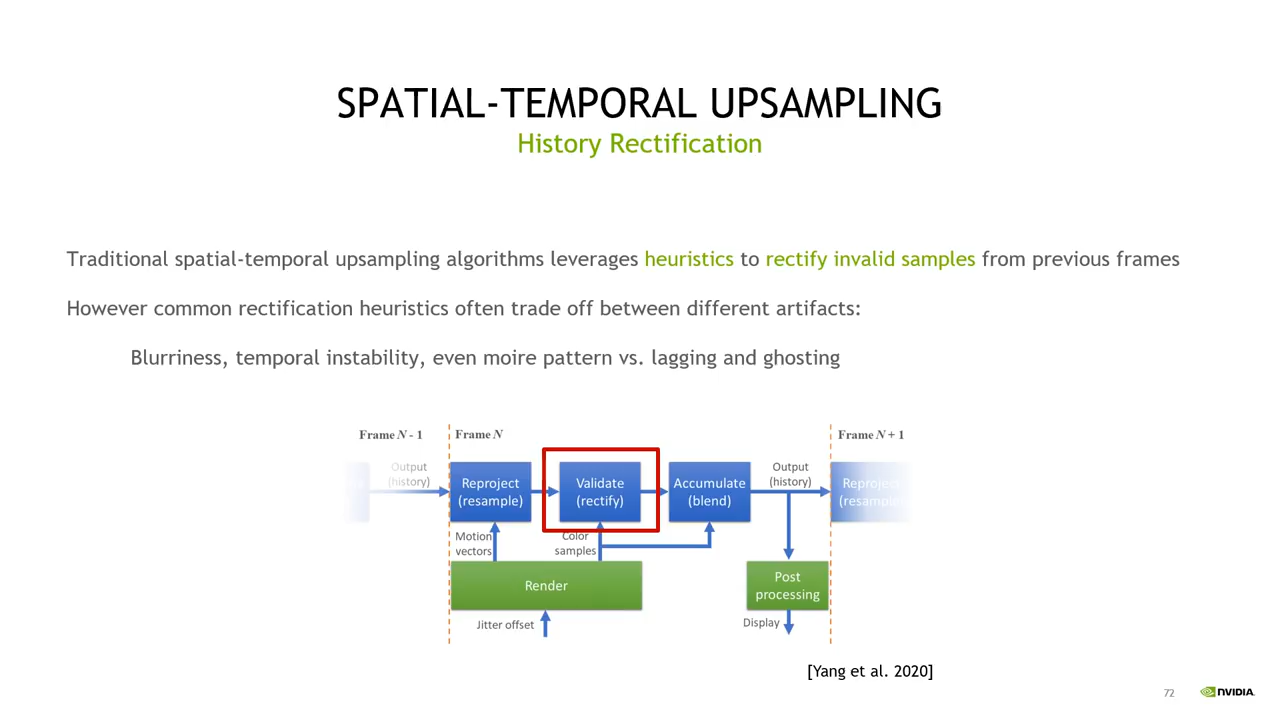 SPATIAL-TEMPORAL UPSAMPLING
History Rectification
Traditional spatial-temporal upsampling algorithms leverages heuristics to rectify invalid samples from previous frames
However common rectification heuristics often trade off between different artifacts:
Blurriness, temporal instability, even moire pattern vs. lagging and ghosting
Frame N - 1
Frame N
Frame N + 1
Output
(history)
Reproject
(resample)
Validate
(rectify)
Accumulate
(blend)
Output
(history)
Reproject
(resample)
Motion
vectors
Color
samples
Render
Post
processing
Jitter offset
Display
[Yang et al. 2020]
72
NVIDIA.